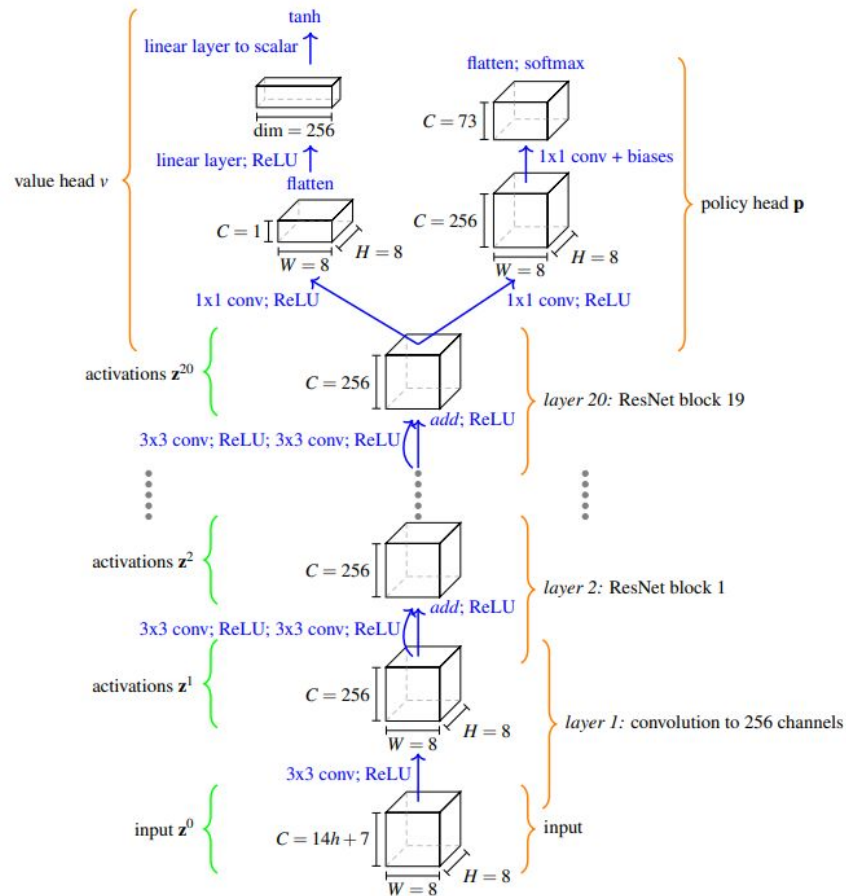 tanh
linear layer to scalar
flatten; softmax
dim = 256
C = 73
linear layer; ReLU
1x1 conv + biases
value head v
flatten
policy head p
C = 1
H = 8
W = 8
C = 256
H = 8
W = 8
1x1 conv; ReLU
1x1 conv; ReLU
activations z²⁰
C = 256
layer 20: ResNet block 19
add; ReLU
3x3 conv; ReLU; 3x3 conv; ReLU
activations z²
C = 256
layer 2: ResNet block 1
add; ReLU
3x3 conv; ReLU; 3x3 conv; ReLU
activations z¹
C = 256
H = 8
W = 8
layer 1: convolution to 256 channels
3x3 conv; ReLU
input z⁰
C = 14h + 7
input
H = 8
W = 8